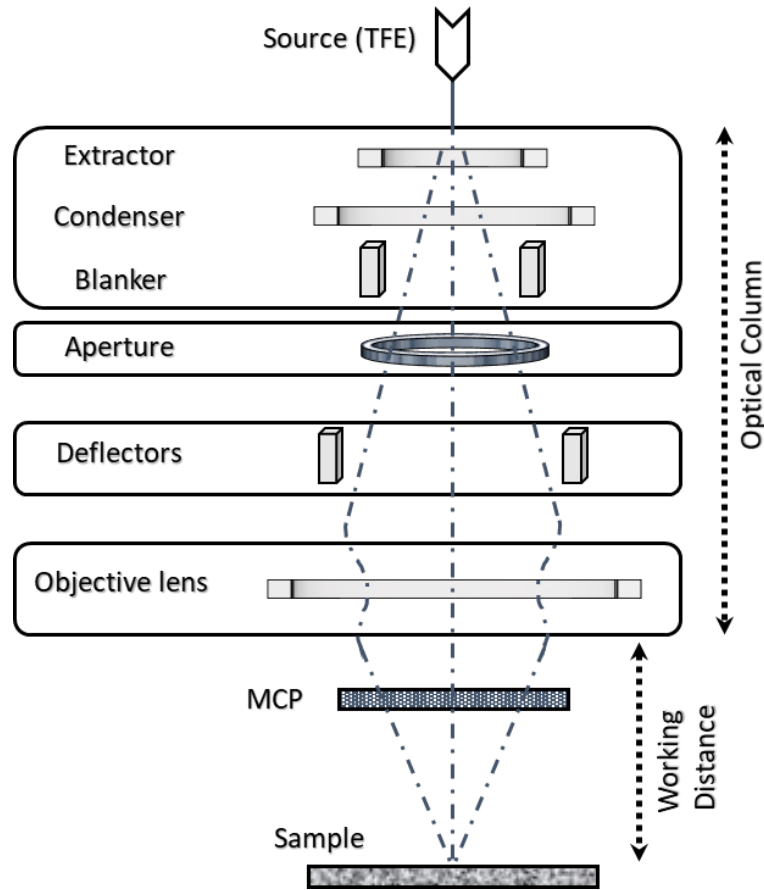 Source (TFE)
Extractor
Condenser
Blanker
Aperture
Deflectors
Objective lens
MCP
Sample
Optical Column
Working
Distance